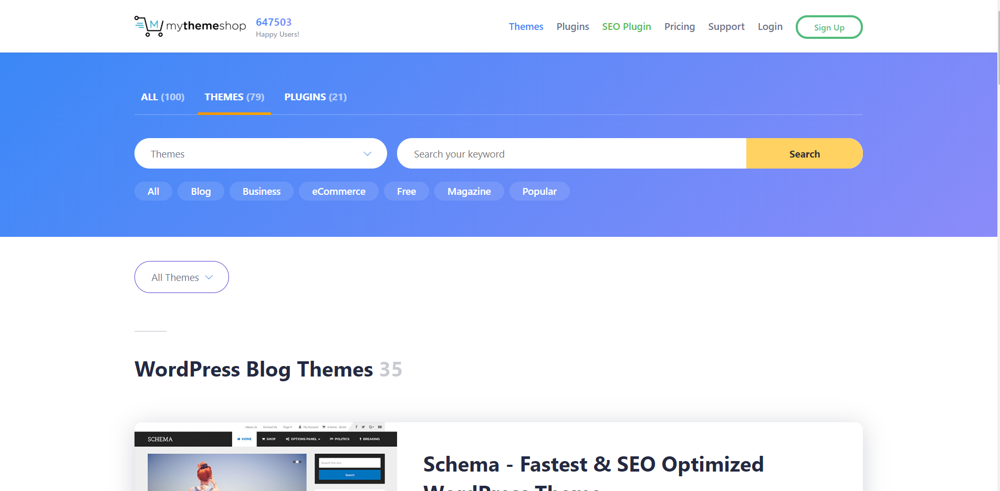 M mythemeshop
647503
Happy Users!
Themes Plugins SEO Plugin Pricing Support Login Sign Up
ALL (100) THEMES (79) PLUGINS (21)
Themes Search your keyword Search
All Blog Business eCommerce Free Magazine Popular
All Themes
WordPress Blog Themes 35
About Us Contact Us Page My Account 0 items - £0.00
SCHEMA HOME SHOP OPTIONS PANEL POLITICS BREAKING
Search the site
Search
Schema - Fastest & SEO Optimized
WordPress Theme